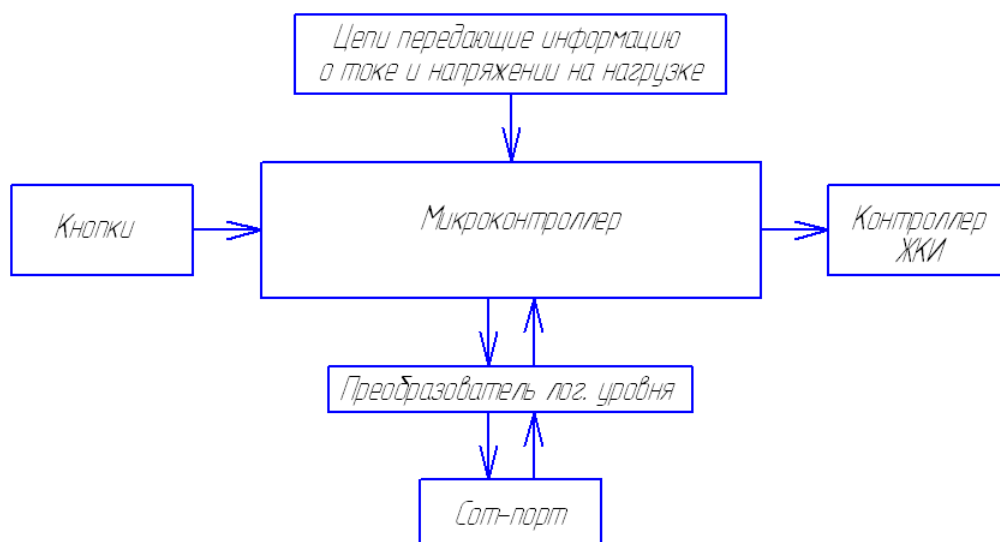 Цепи передающие информацию
о токе и напряжении на нагрузке
Кнопки
Микроконтроллер
Контроллер
ЖКИ
Преобразователь лог. уровня
Com-порт